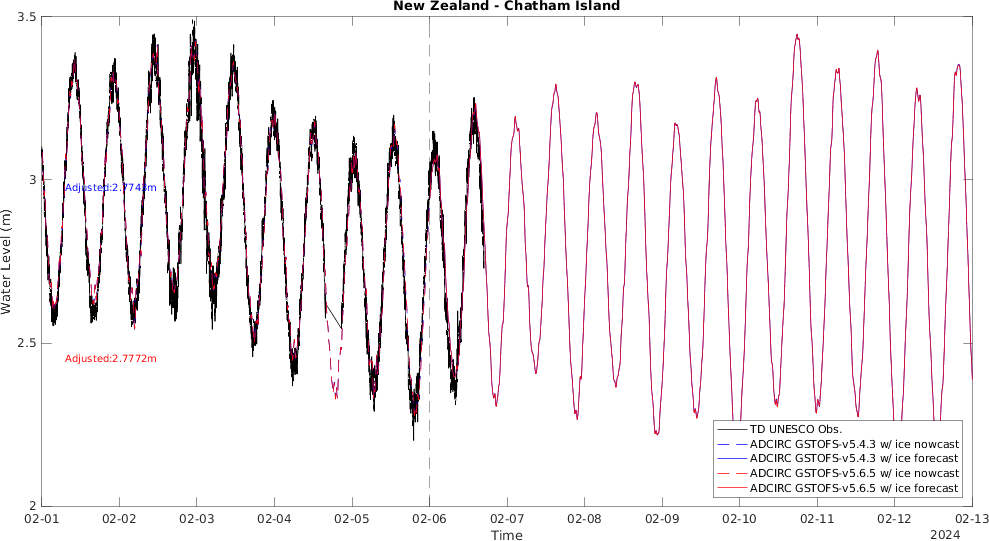 New Zealand - Chatham Island
3.5
3
2.5
2
Water Level (m)
Adjusted:2.7743m
Adjusted:2.7772m
TD UNESCO Obs.
ADCIRC GSTOFS-v5.4.3 w/ ice nowcast
ADCIRC GSTOFS-v5.4.3 w/ ice forecast
ADCIRC GSTOFS-v5.6.5 w/ ice nowcast
ADCIRC GSTOFS-v5.6.5 w/ ice forecast
02-01 02-02 02-03 02-04 02-05 02-06 02-07 02-08 02-09 02-10 02-11 02-12 02-13
Time
2024